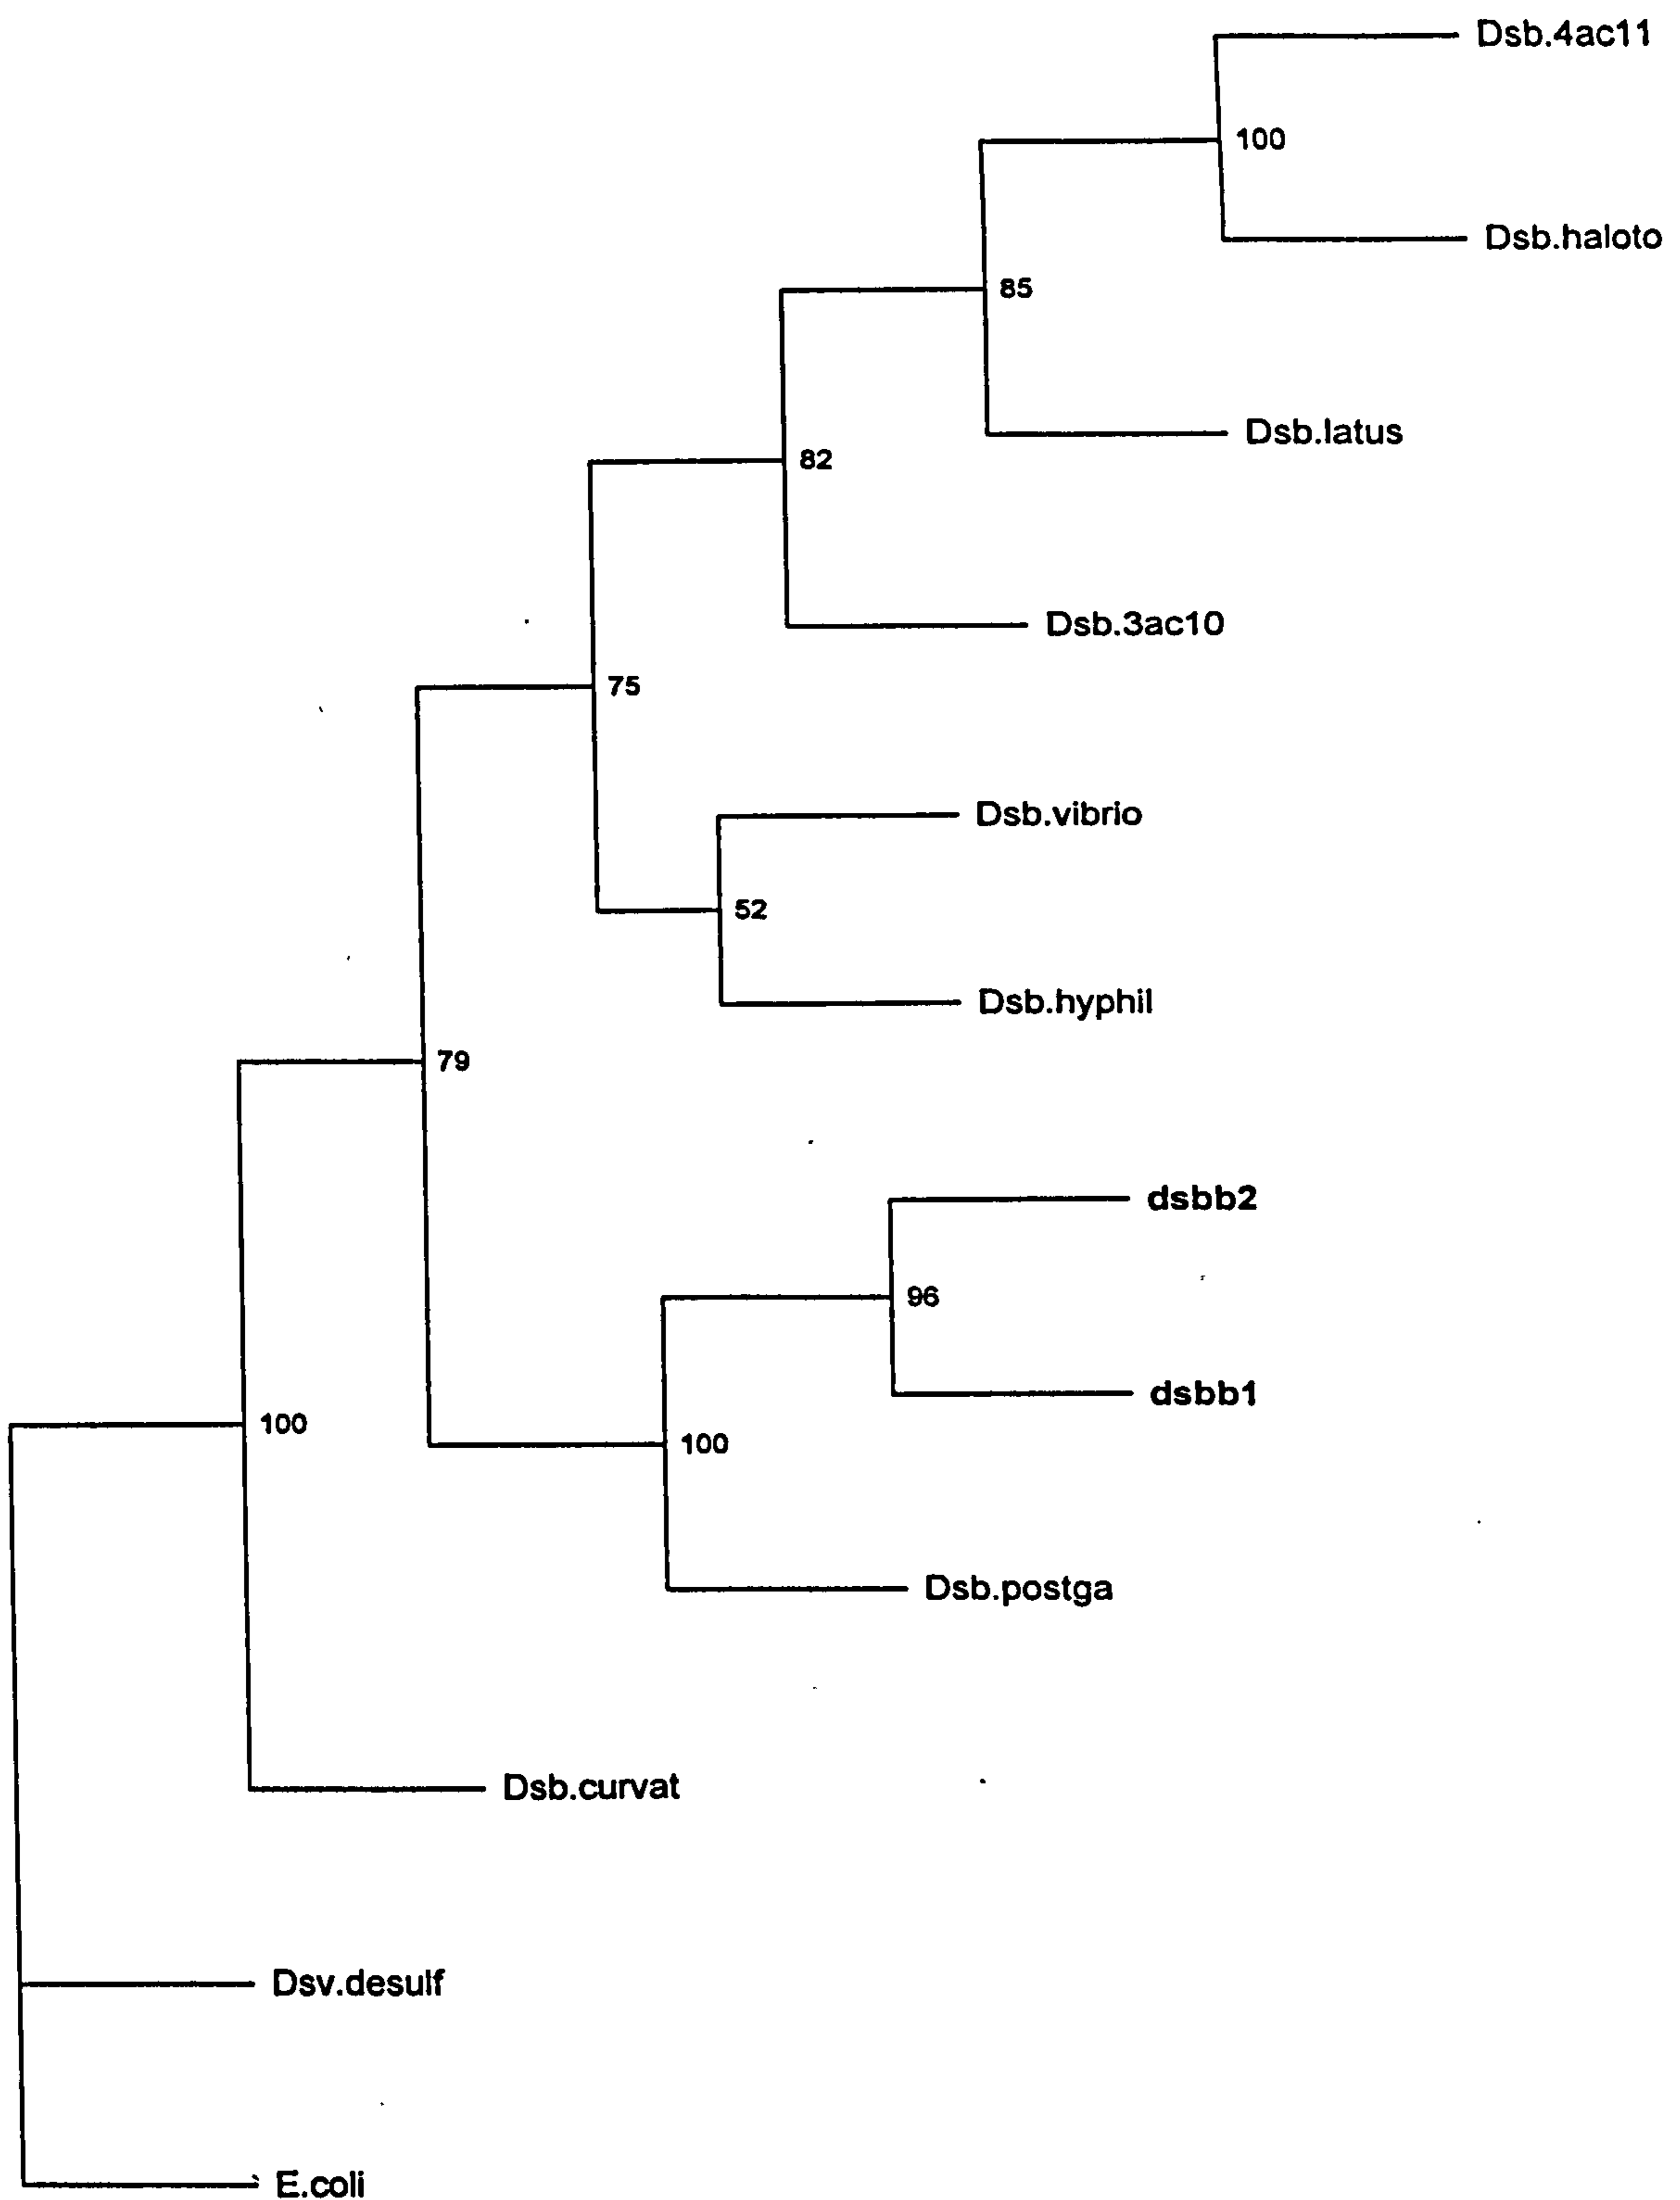 Dsb.4ac11
100
Dsb.haloto
85
Dsb.latus
82
Dsb.3ac10
75
Dsb.vibrio
52
Dsb.hyphil
79
dsbb2
96
dsbb1
100
100
Dsb.postga
Dsb.curvat
Dsv.desulf
E.coli